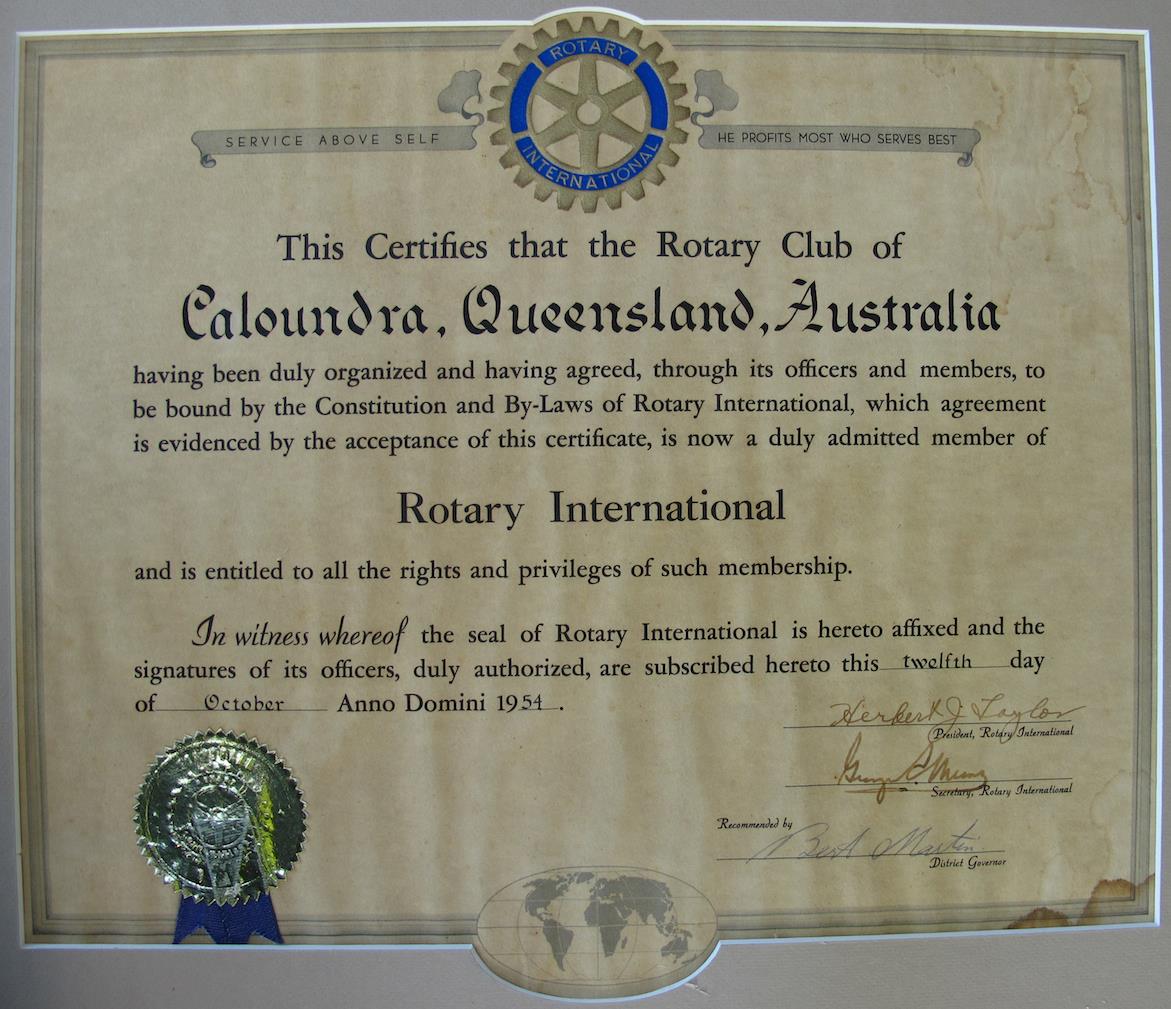 ROTARY
INTERNATIONAL
SERVICE ABOVE SELF
HE PROFITS MOST WHO SERVES BEST
This Certifies that the Rotary Club of
Caloundra, Queensland, Australia
having been duly organized and having agreed, through its officers and members, to
be bound by the Constitution and By-Laws of Rotary International, which agreement
is evidenced by the acceptance of this certificate, is now a duly admitted member of
Rotary International
and is entitled to all the rights and privileges of such membership.
In witness whereof the seal of Rotary International is hereto affixed and the
signatures of its officers, duly authorized, are subscribed hereto this twelfth day
of October Anno Domini 1954.
Herbert J Taylor
President, Rotary International
George
Secretary, Rotary International
Recommended by
Bert Martin
District Governor